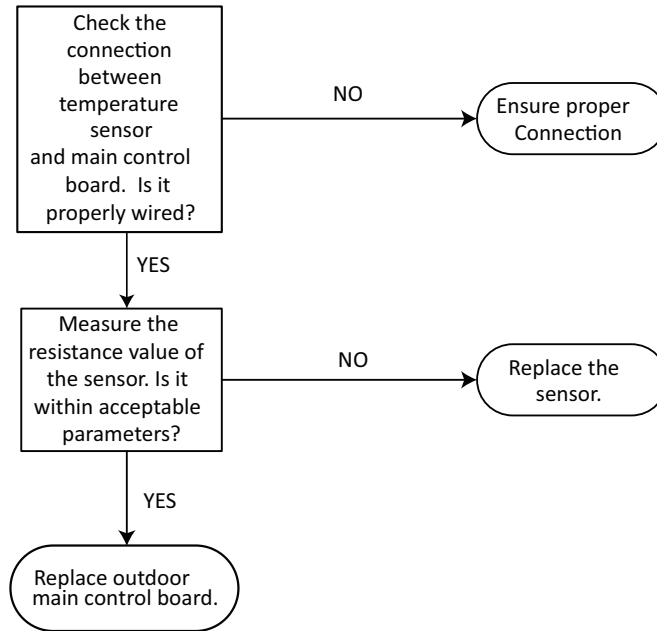 Check the
connection
between
temperature
sensor
and main control
board.  Is it
properly wired?
NO
Ensure proper
Connection
YES
Measure the
resistance value of
the sensor. Is it
within acceptable
parameters?
NO
Replace the
sensor.
YES
Replace outdoor
main control board.